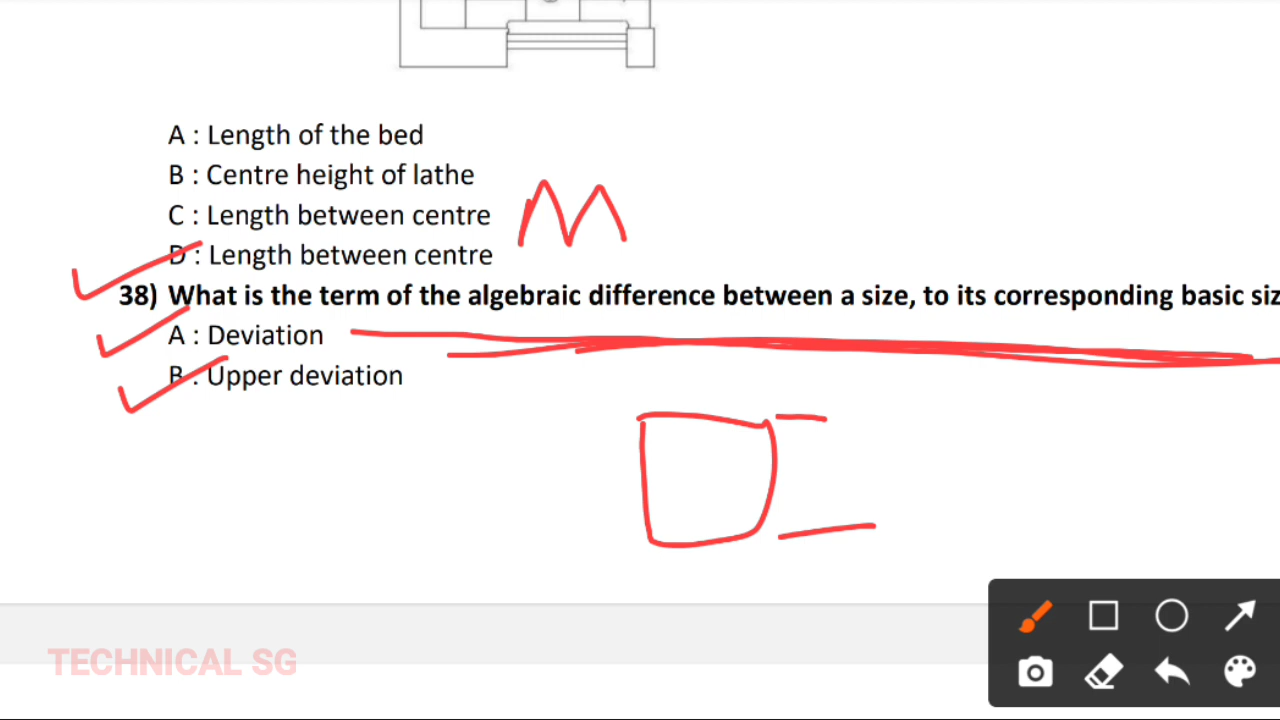 A : Length of the bed
B : Centre height of lathe
C : Length between centre
D : Length between centre
38) What is the term of the algebraic difference between a size, to its corresponding basic siz
A : Deviation
B : Upper deviation
TECHNICAL SG